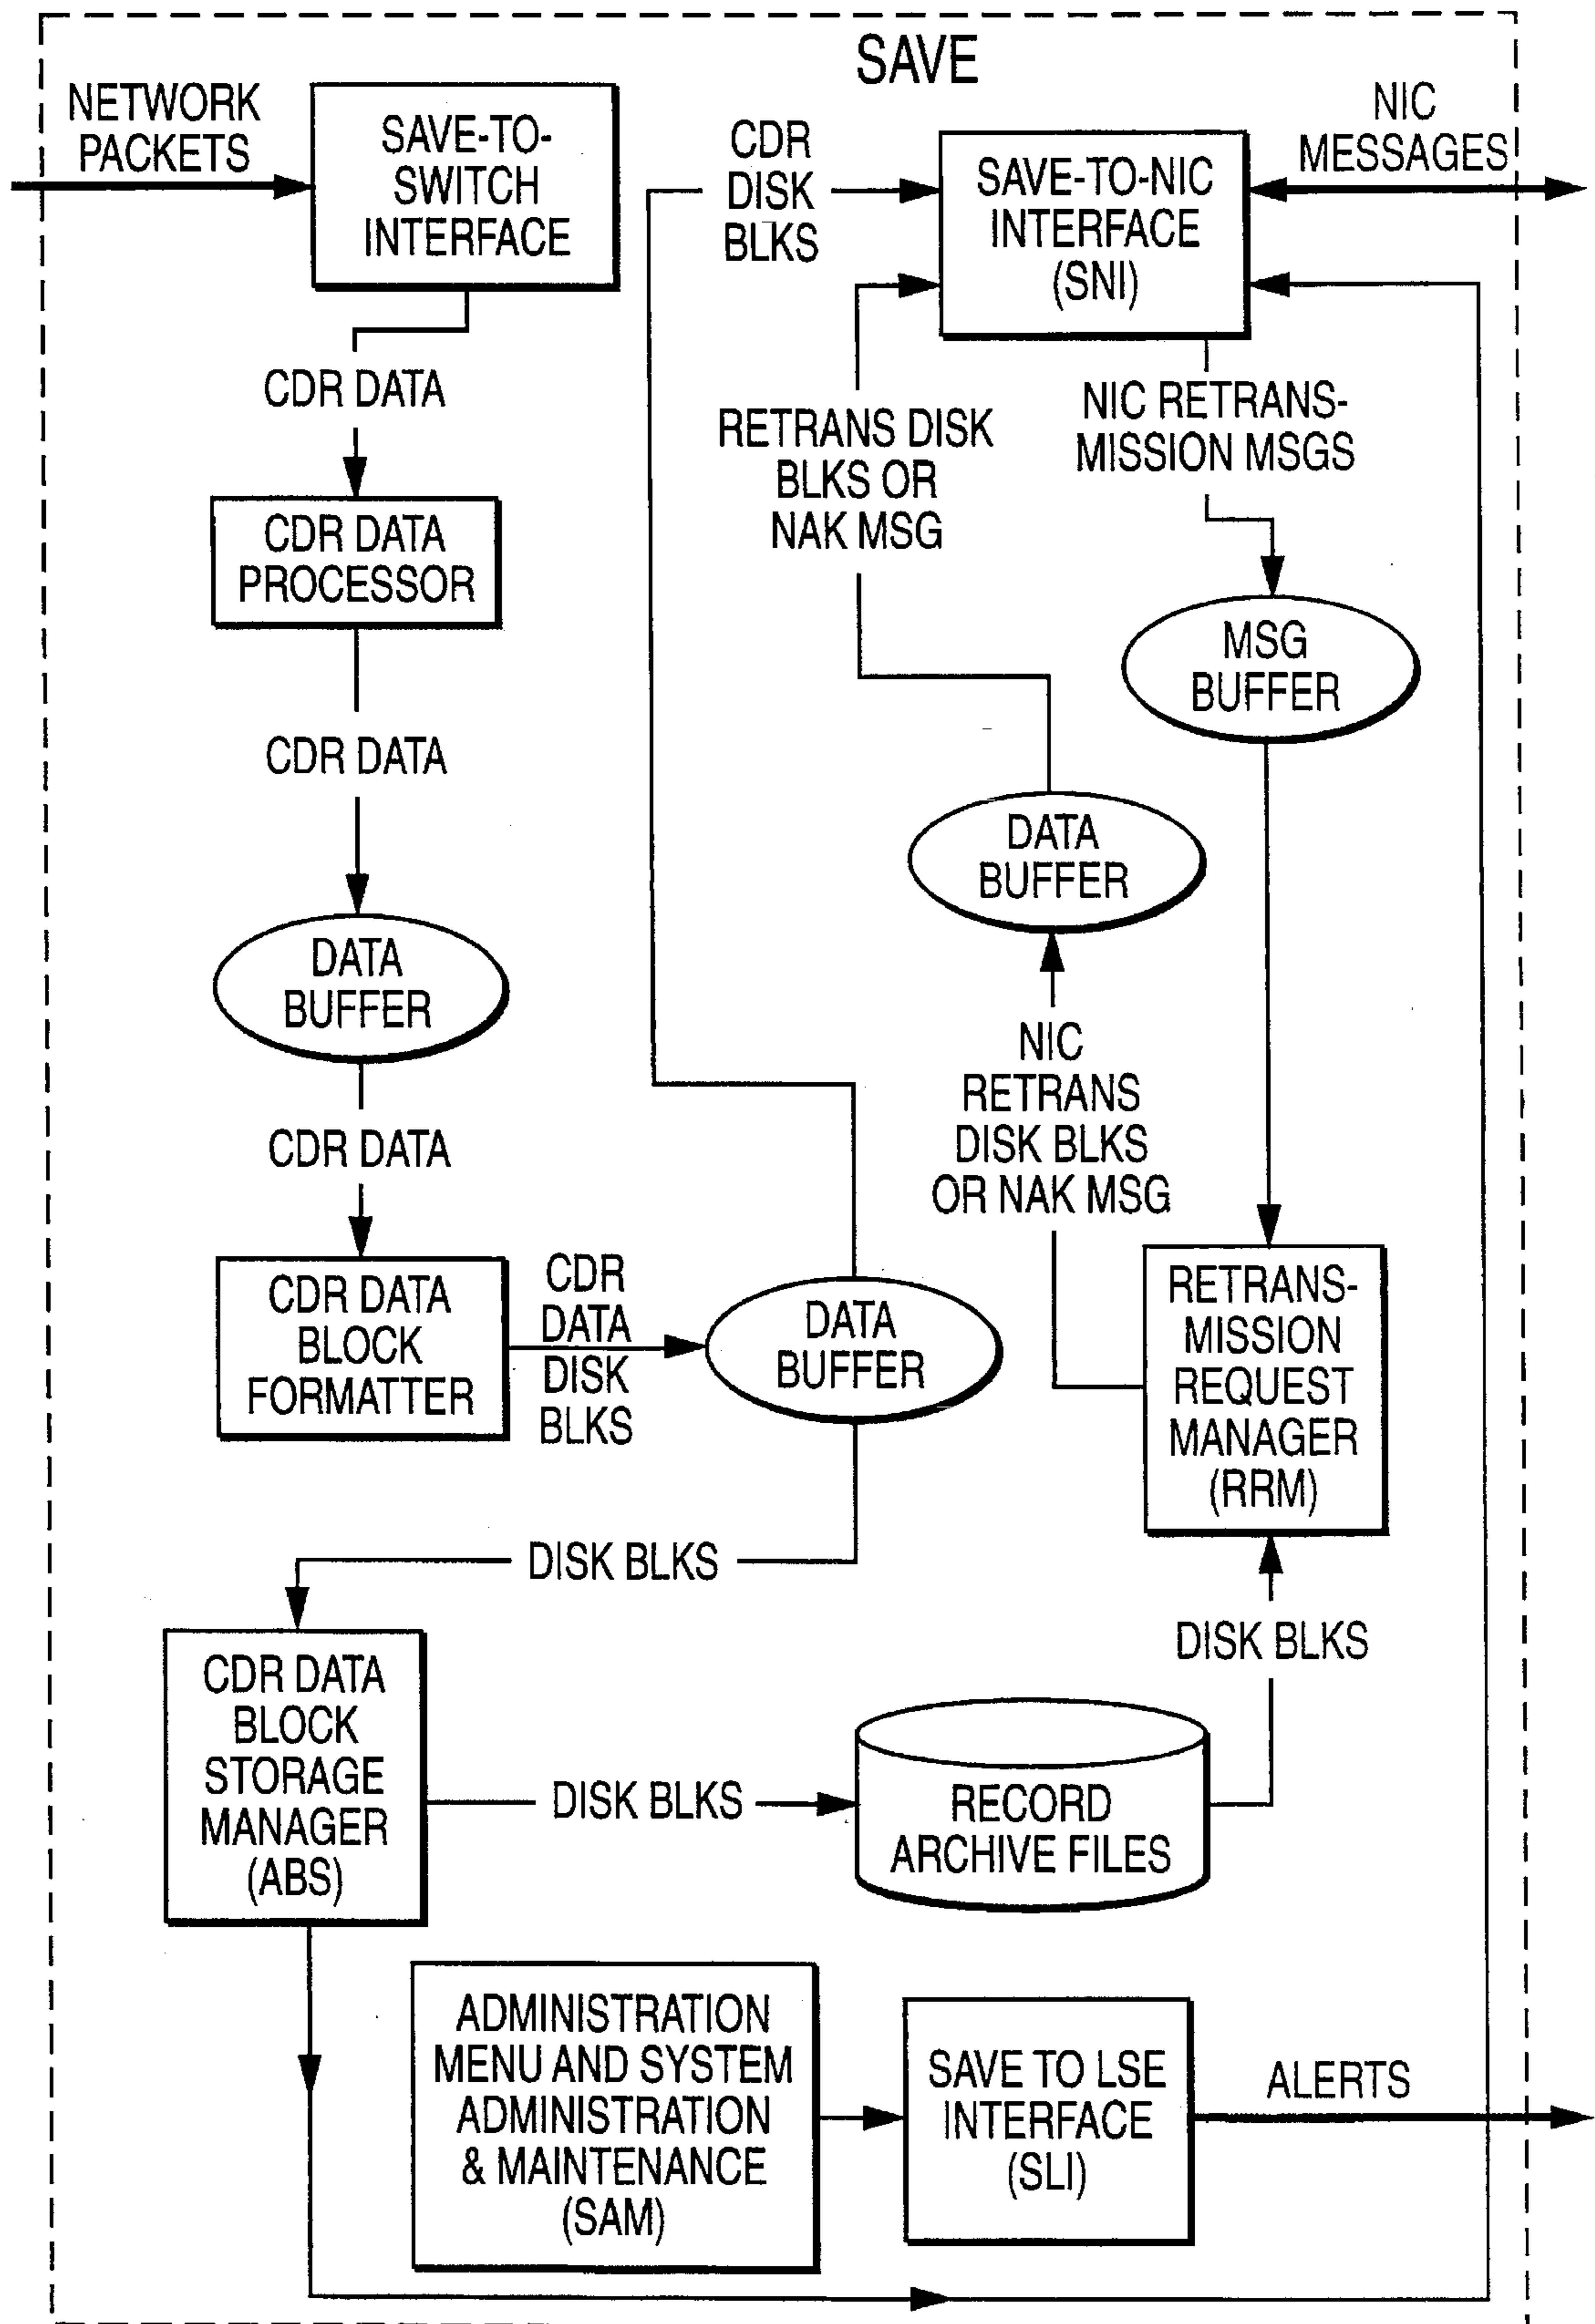 SAVE
NETWORK
PACKETS
SAVE-TO-
SWITCH
INTERFACE
CDR
DISK
BLKS
SAVE-TO-NIC
INTERFACE
(SNI)
NIC
MESSAGES
CDR DATA
RETRANS DISK
BLKS OR
NAK MSG
NIC RETRANS-
MISSION MSGS
CDR DATA
PROCESSOR
MSG
BUFFER
CDR DATA
DATA
BUFFER
DATA
BUFFER
NIC
RETRANS
DISK BLKS
OR NAK MSG
CDR DATA
CDR DATA
BLOCK
FORMATTER
CDR
DATA
DISK
BLKS
DATA
BUFFER
RETRANS-
MISSION
REQUEST
MANAGER
(RRM)
DISK BLKS
DISK BLKS
CDR DATA
BLOCK
STORAGE
MANAGER
(ABS)
DISK BLKS
RECORD
ARCHIVE FILES
ADMINISTRATION
MENU AND SYSTEM
ADMINISTRATION
& MAINTENANCE
(SAM)
SAVE TO LSE
INTERFACE
(SLI)
ALERTS